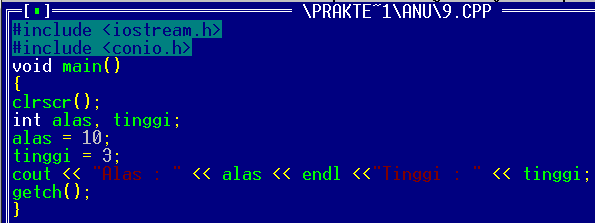 [■] \PRAKTE~1\ANU\9.CPP
#include <iostream.h>
#include <conio.h>
void main()
{
clrscr();
int alas, tinggi;
alas = 10;
tinggi = 3;
cout << "Alas : " << alas << endl <<"Tinggi : " << tinggi;
getch();
}